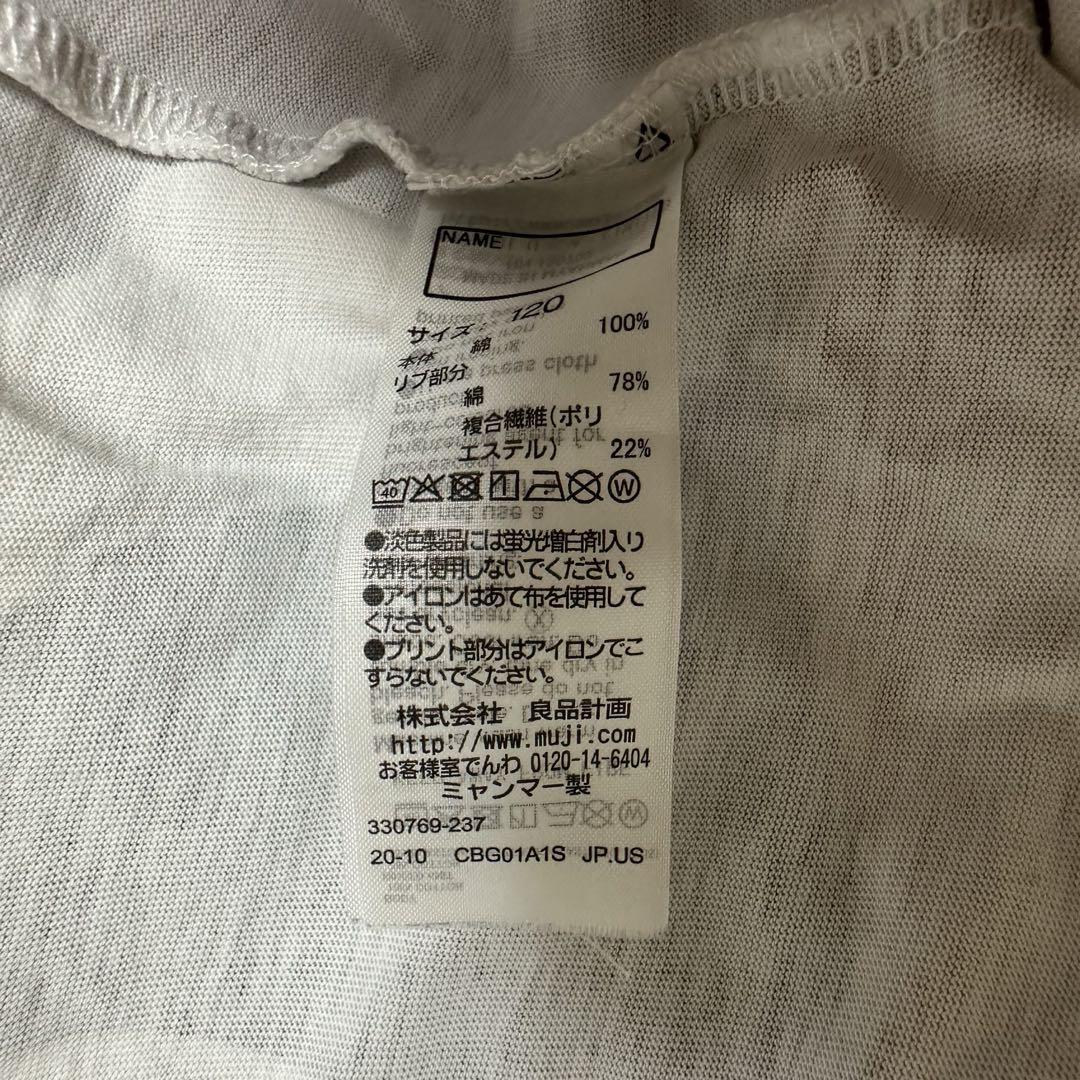 NAME
サイズ: 120
本体 綿 100%
リブ部分
綿 78%
複合繊維(ポリ
エステル) 22%
40
W
●淡色製品には蛍光増白剤入り
洗剤を使用しないでください。
●アイロンはあて布を使用して
ください。
●プリント部分はアイロンでこ
すらないでください。
株式会社 良品計画
http://www.muji.com
お客様室でんわ 0120-14-6404
ミャンマー製
330769-237
20-10 CBG01A1S JP.US